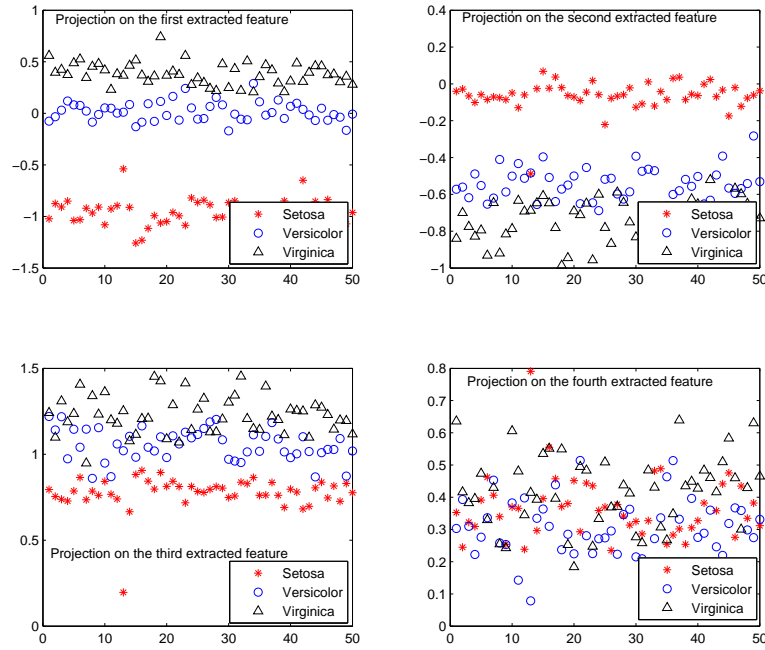 Projection on the first extracted feature
1
0.5
0
−0.5
−1
−1.5
0 10 20 30 40 50
Setosa
Versicolor
Virginica
Projection on the second extracted feature
0.4
0.2
0
−0.2
−0.4
−0.6
−0.8
−1
0 10 20 30 40 50
Setosa
Versicolor
Virginica
1.5
1
0.5
0
Projection on the third extracted feature
0 10 20 30 40 50
Setosa
Versicolor
Virginica
0.8
Projection on the fourth extracted feature
0.7
0.6
0.5
0.4
0.3
0.2
0.1
0
0 10 20 30 40 50
Setosa
Versicolor
Virginica